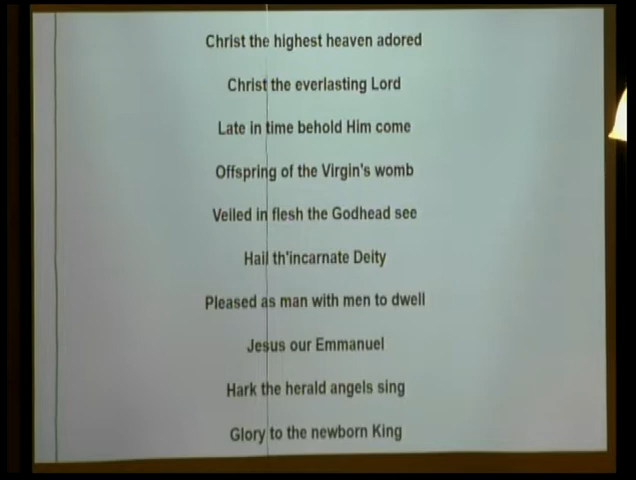 Christ the highest heaven adored
Christ the everlasting Lord
Late in time behold Him come
Offspring of the Virgin's womb
Veiled in flesh the Godhead see
Hail th'incarnate Deity
Pleased as man with men to dwell
Jesus our Emmanuel
Hark the herald angels sing
Glory to the newborn King